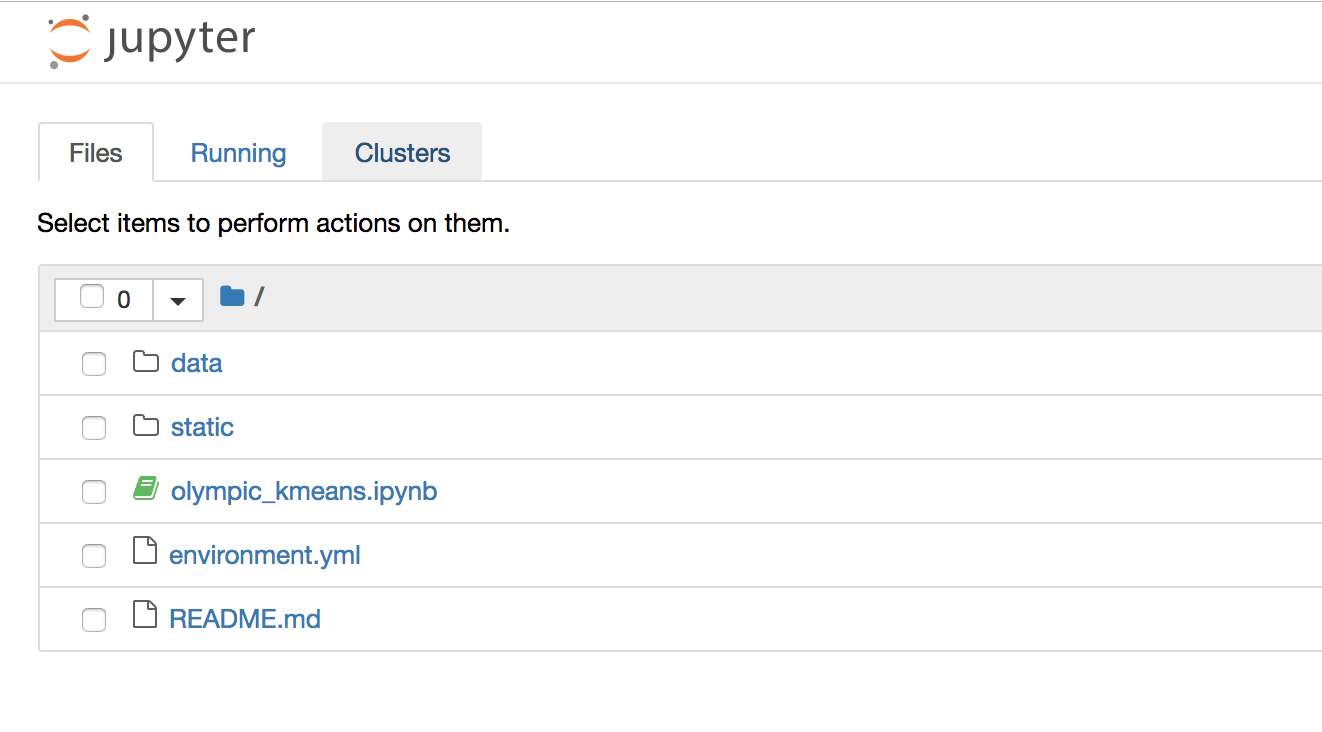 jupyter
Files Running Clusters
Select items to perform actions on them.
0 /
data
static
olympic_kmeans.ipynb
environment.yml
README.md